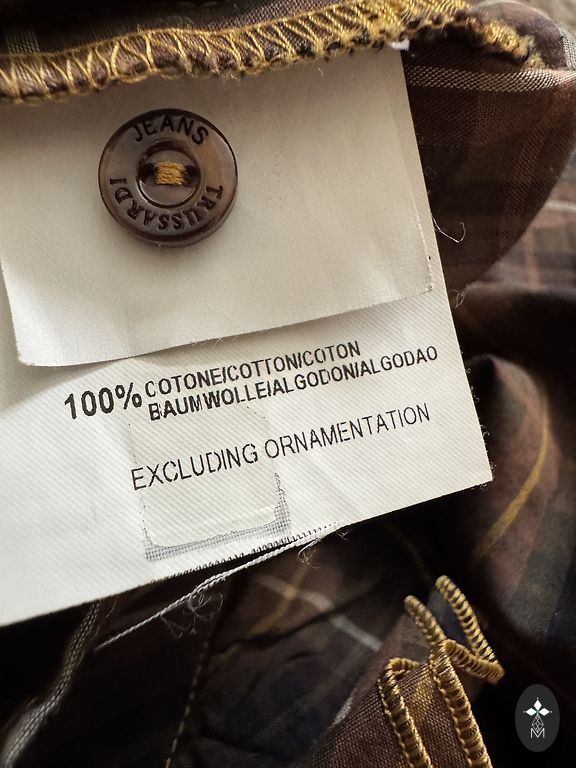 JEANS
TRUSSARDI
100% COTONE/COTTON/COTON
BAUMWOLLE/ALGODON/ALGODAO
EXCLUDING ORNAMENTATION
M